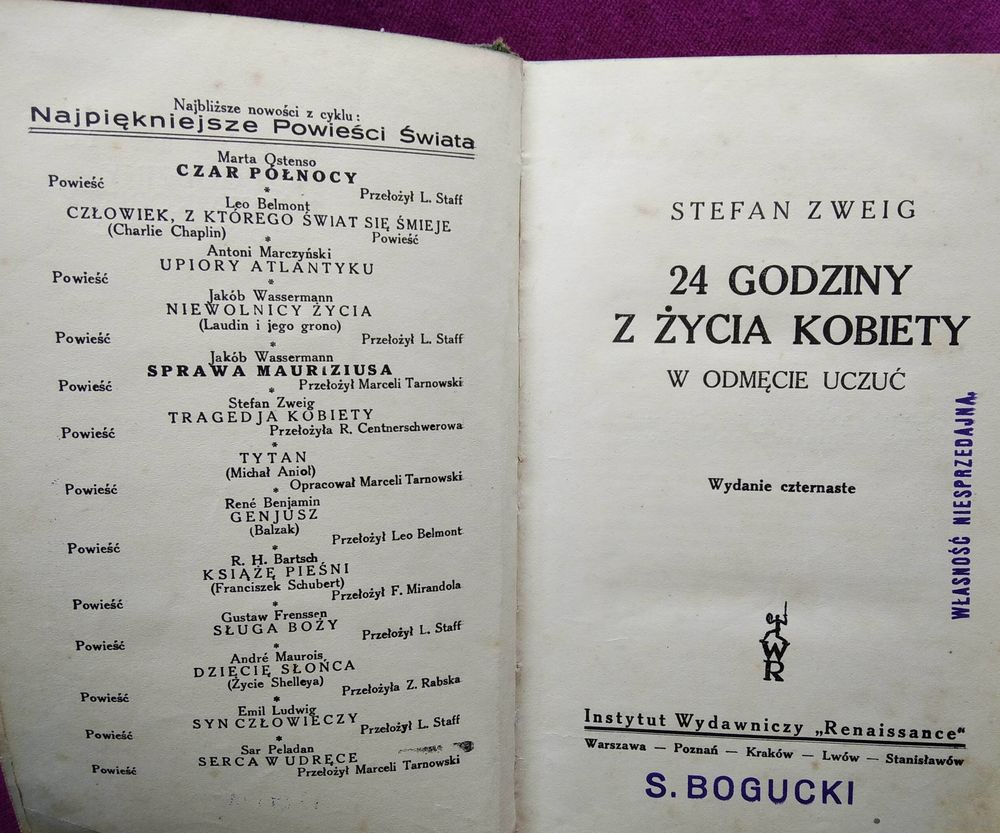 Najbliższe nowości z cyklu:
Najpiękniejsze Powieści Świata
Marta Ostenso
CZAR PÓŁNOCY
Powieść Przełożył L. Staff
*
Leo Belmont
CZŁOWIEK, Z KTÓREGO ŚWIAT SIĘ ŚMIEJE
(Charlie Chaplin) Powieść
*
Antoni Marczyński
UPIORY ATLANTYKU
Powieść
*
Jakób Wassermann
NIEWOLNICY ŻYCIA
(Laudin i jego grono)
Powieść Przełożył L. Staff
*
Jakób Wassermann
SPRAWA MAURIZIUSA
Powieść Przełożył Marceli Tarnowski
*
Stefan Zweig
TRAGEDJA KOBIETY
Powieść Przełożyła R. Centnerschwerowa
*
TYTAN
(Michał Anioł)
Powieść Opracował Marceli Tarnowski
*
René Benjamin
GENJUSZ
(Balzak)
Powieść Przełożył Leo Belmont
*
R. H. Bartsch
KSIĄŻĘ PIEŚNI
(Franciszek Schubert)
Powieść Przełożył F. Mirandola
*
Gustaw Frenssen
SŁUGA BOŻY
Powieść Przełożył L. Staff
*
André Maurois
DZIECIĘ SŁOŃCA
(Życie Shelleya)
Powieść Przełożyła Z. Rabska
*
Emil Ludwig
SYN CZŁOWIECZY
Powieść Przełożył L. Staff
*
Sar Peladan
SERCA W UDRĘCE
Powieść Przełożył Marceli Tarnowski
STEFAN ZWEIG
24 GODZINY
Z ŻYCIA KOBIETY
W ODMĘCIE UCZUĆ
Wydanie czternaste
WŁASNOŚĆ NIESPRZEDAJNA
WR
Instytut Wydawniczy „Renaissance"
Warszawa — Poznań — Kraków — Lwów — Stanisławów
S. BOGUCKI